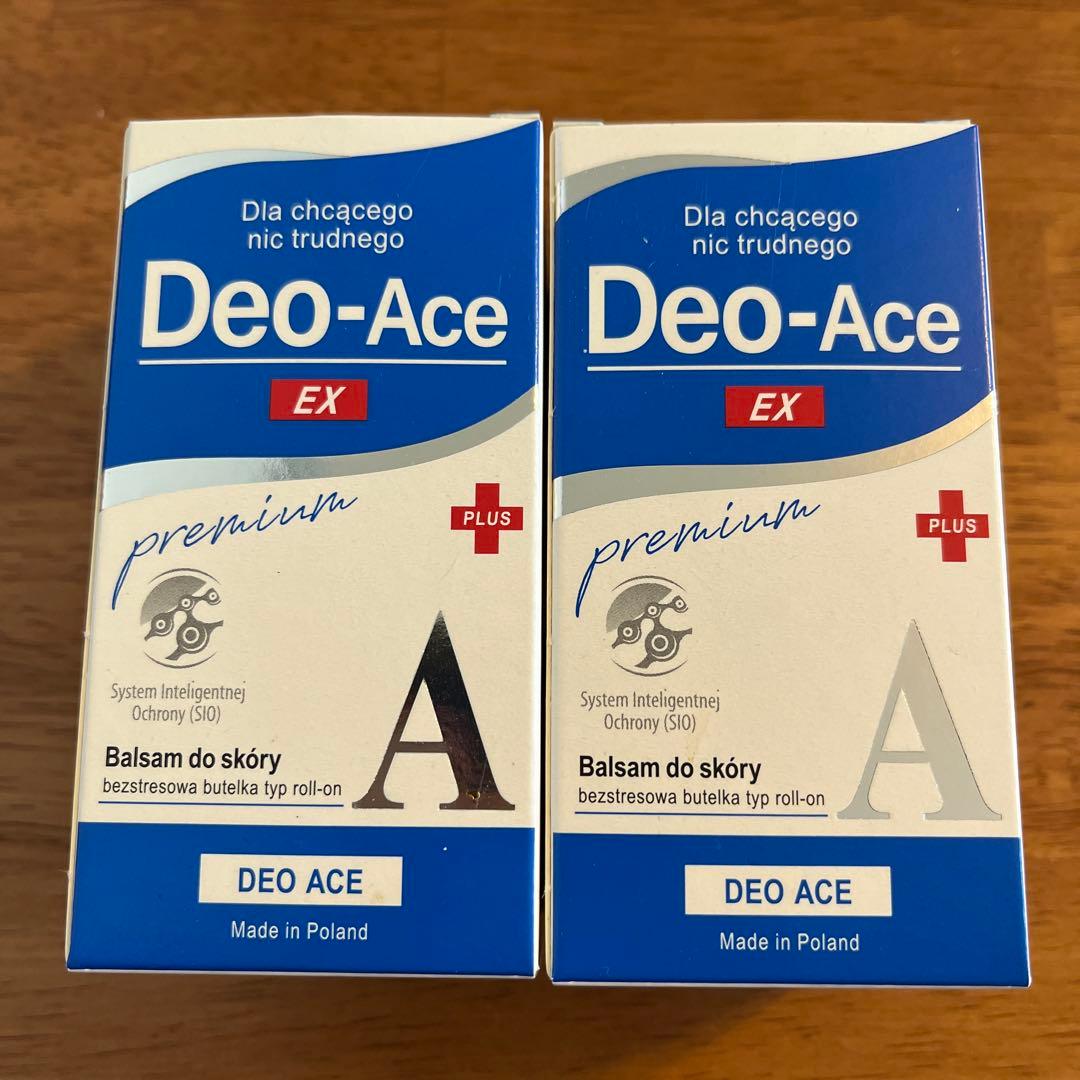 Dla chcącego
nic trudnego
Deo-Ace
EX
premium
PLUS
System Inteligentnej
Ochrony (SIO)
A
Balsam do skóry
bezstresowa butelka typ roll-on
DEO ACE
Made in Poland
Dla chcącego
nic trudnego
Deo-Ace
EX
premium
PLUS
System Inteligentnej
Ochrony (SIO)
A
Balsam do skóry
bezstresowa butelka typ roll-on
DEO ACE
Made in Poland